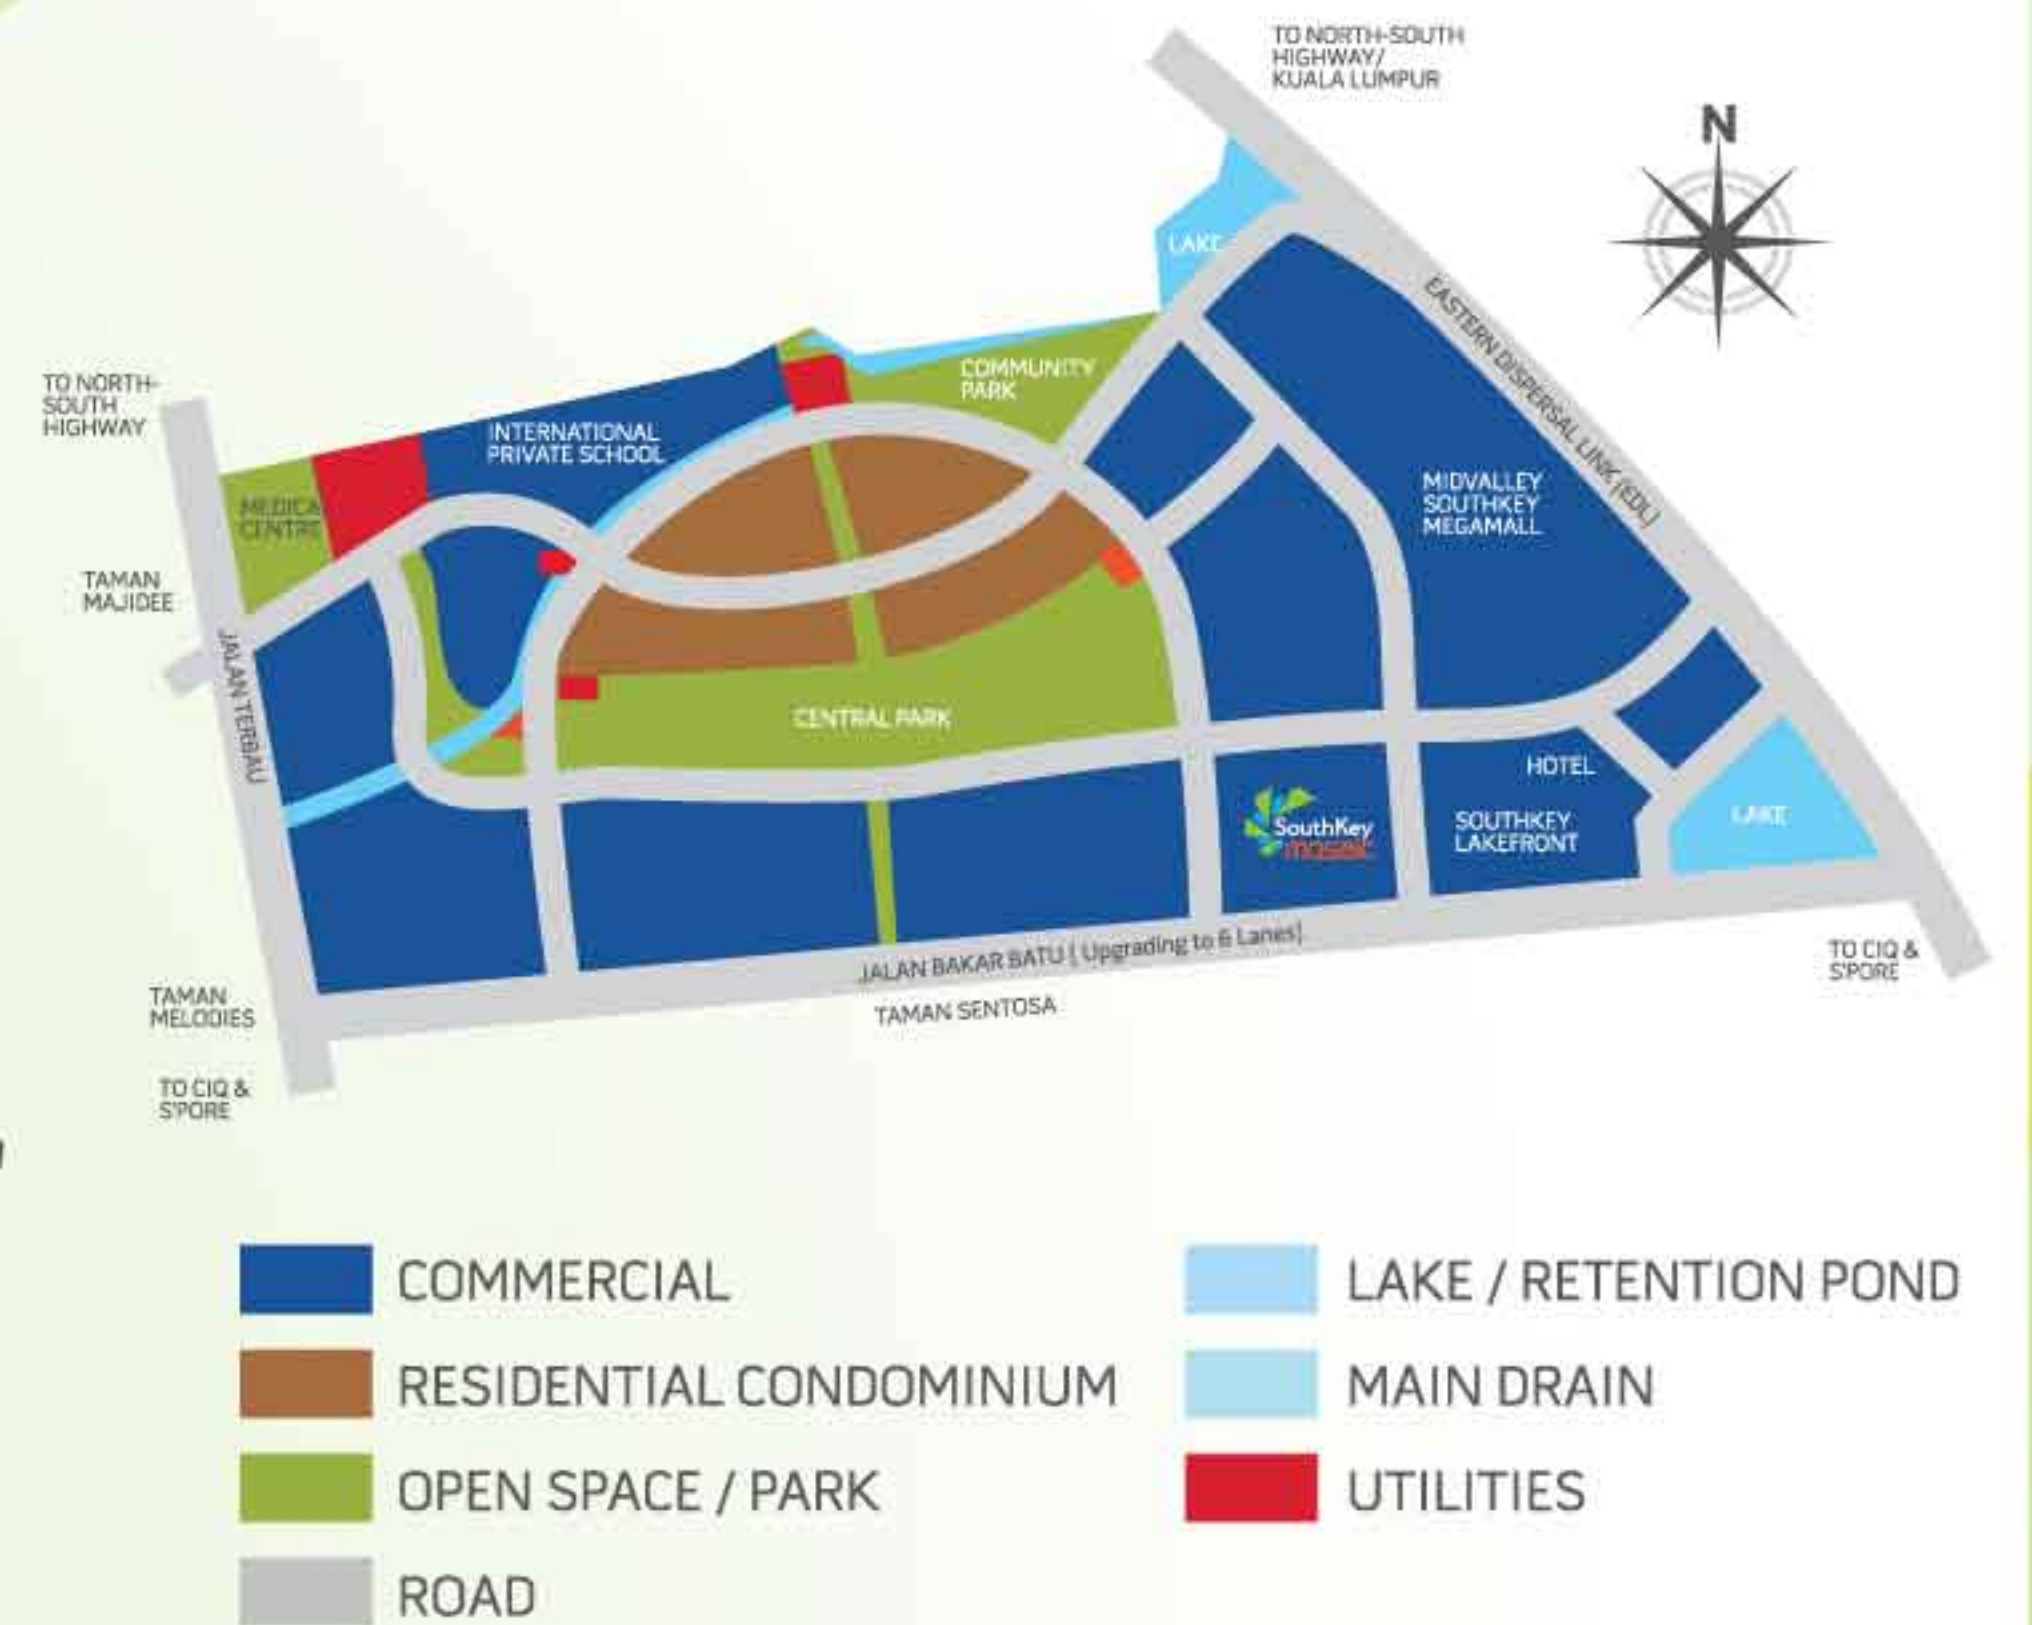 TO NORTH-SOUTH
HIGHWAY/
KUALA LUMPUR
N
LAKE
EASTERN DISPERSAL LINK (EDL)
COMMUNITY
PARK
TO NORTH-
SOUTH
HIGHWAY
INTERNATIONAL
PRIVATE SCHOOL
MEDICA
CENTRE
MIDVALLEY
SOUTHKEY
MEGAMALL
TAMAN
MAJIDEE
JALAN TEBRAU
CENTRAL PARK
HOTEL
SOUTHKEY
LAKEFRONT
LAKE
SouthKey
mosaic
JALAN BAKAR BATU [ Upgrading to 6 Lanes]
TAMAN SENTOSA
TO CIQ &
S'PORE
TAMAN
MELODIES
TO CIQ &
S'PORE
COMMERCIAL
RESIDENTIAL CONDOMINIUM
OPEN SPACE / PARK
ROAD
LAKE / RETENTION POND
MAIN DRAIN
UTILITIES